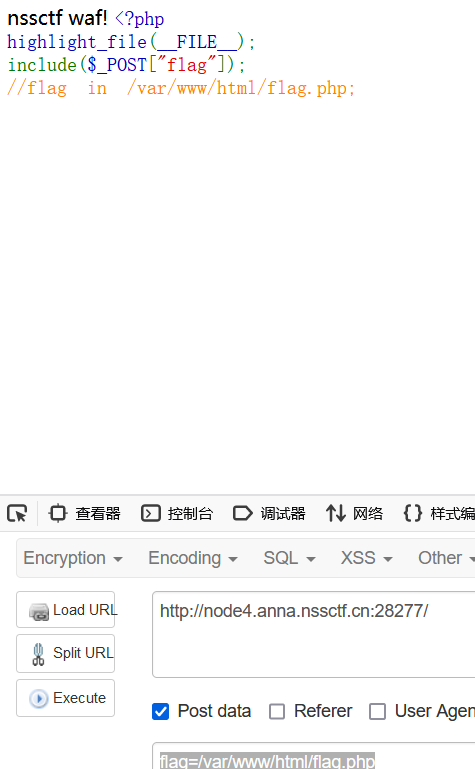 nssctf waf! <?php
highlight_file(__FILE__);
include($_POST["flag"]);
//flag  in  /var/www/html/flag.php;
查看器 控制台 调试器 网络 样式编
Encryption Encoding SQL XSS Other
Load URL http://node4.anna.nssctf.cn:28277/
Split URL
Execute
Post data Referer User Agen
flag=/var/www/html/flag.php